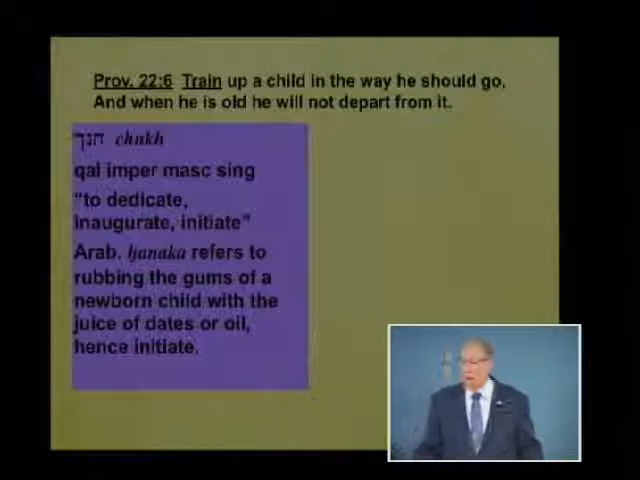 Prov. 22:6 Train up a child in the way he should go,
And when he is old he will not depart from it.
חנך chnkh
qal imper masc sing
"to dedicate,
inaugurate, initiate"
Arab. ḥanaka refers to
rubbing the gums of a
newborn child with the
juice of dates or oil,
hence initiate.